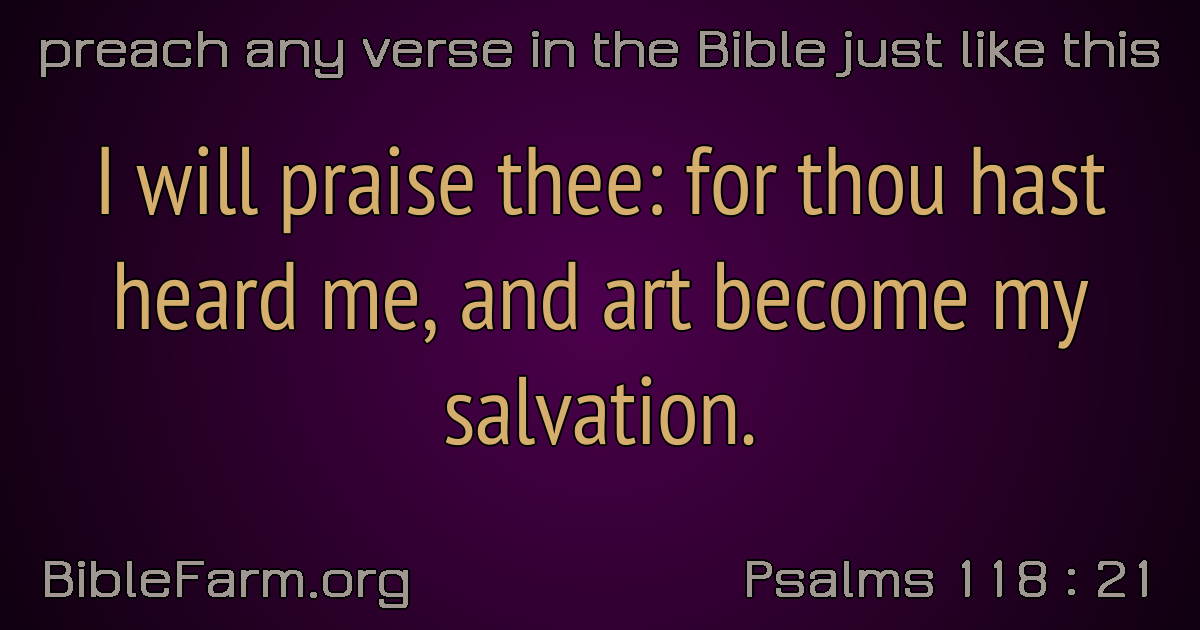 preach any verse in the Bible just like this
I will praise thee: for thou hast
heard me, and art become my
salvation.
BibleFarm.org
Psalms 118 : 21